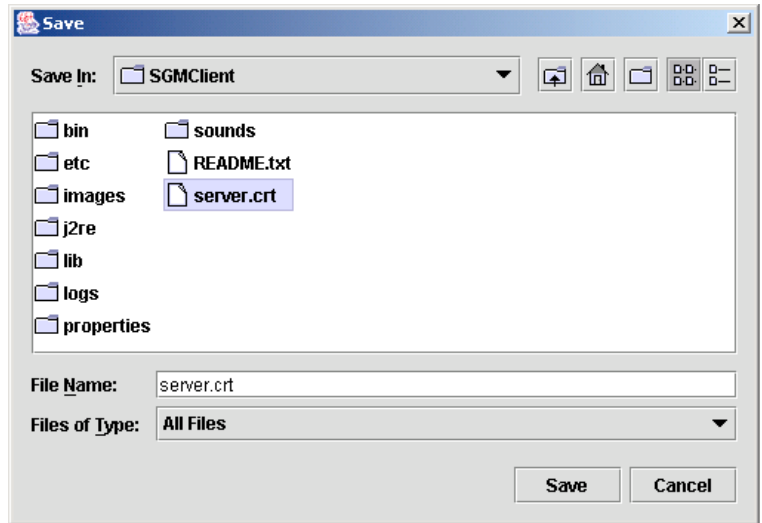 Save
Save In: SGMClient
bin sounds
etc README.txt
images server.crt
j2re
lib
logs
properties
File Name: server.crt
Files of Type: All Files
Save Cancel